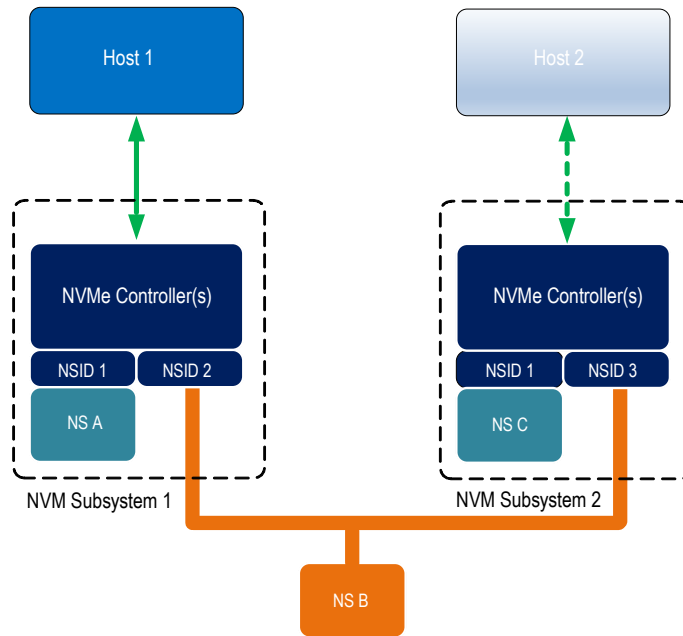 Host 1
Host 2
NVMe Controller(s)
NVMe Controller(s)
NSID 1
NSID 2
NSID 1
NSID 3
NS A
NS C
NVM Subsystem 1
NVM Subsystem 2
NS B